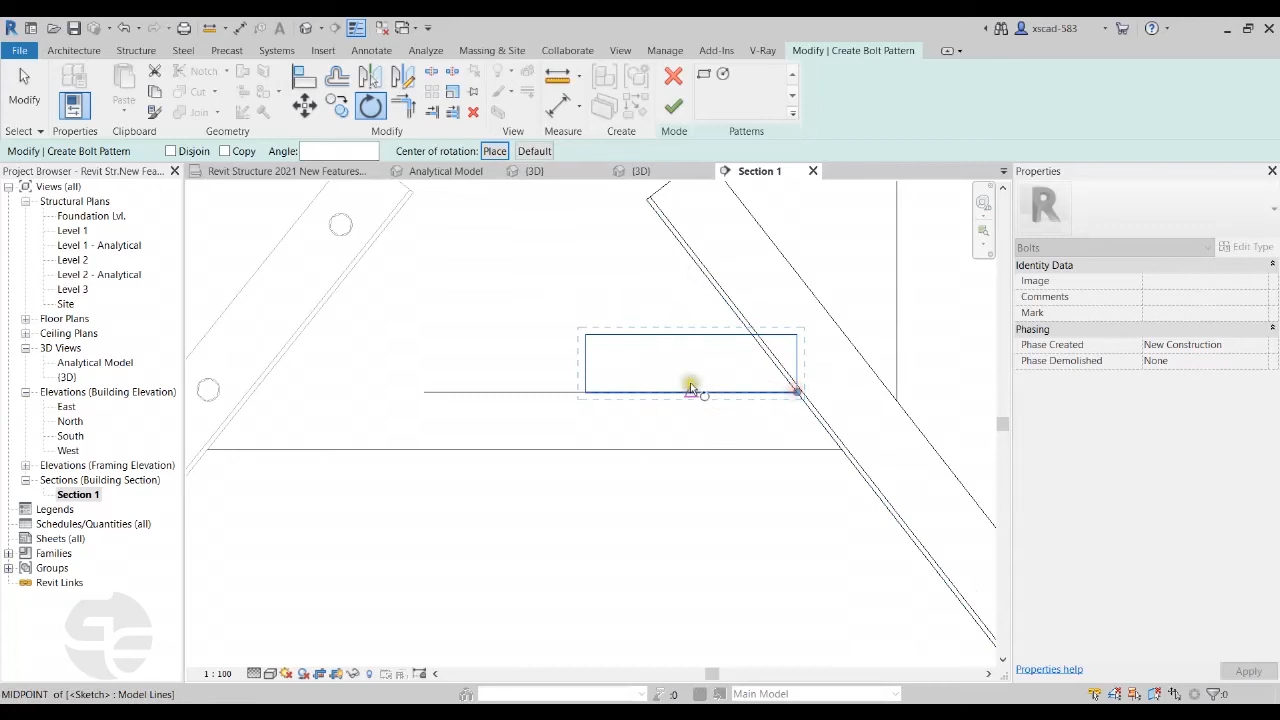 xscad-583
File Architecture Structure Steel Precast Systems Insert Annotate Analyze Massing & Site Collaborate View Manage Add-Ins V-Ray Modify | Create Bolt Pattern
Modify Paste Notch Cut Join
Select Properties Clipboard Geometry Modify View Measure Create Mode Patterns
Modify | Create Bolt Pattern Disjoin Copy Angle: Center of rotation: Place Default
Project Browser - Revit Str.New Fea... Revit Structure 2021 New Features... Analytical Model {3D} {3D} Section 1 Properties
Views (all)
Structural Plans
Foundation Lvl.
Level 1
Level 1 - Analytical
Level 2
Level 2 - Analytical
Level 3
Site
Floor Plans
Ceiling Plans
3D Views
Analytical Model
{3D}
Elevations (Building Elevation)
East
North
South
West
Elevations (Framing Elevation)
Sections (Building Section)
Section 1
Legends
Schedules/Quantities (all)
Sheets (all)
Families
Groups
Revit Links
Bolts Edit Type
Identity Data
Image
Comments
Mark
Phasing
Phase Created New Construction
Phase Demolished None
Properties help Apply
1 : 100
MIDPOINT of [<Sketch> : Model Lines] :0 Main Model :0